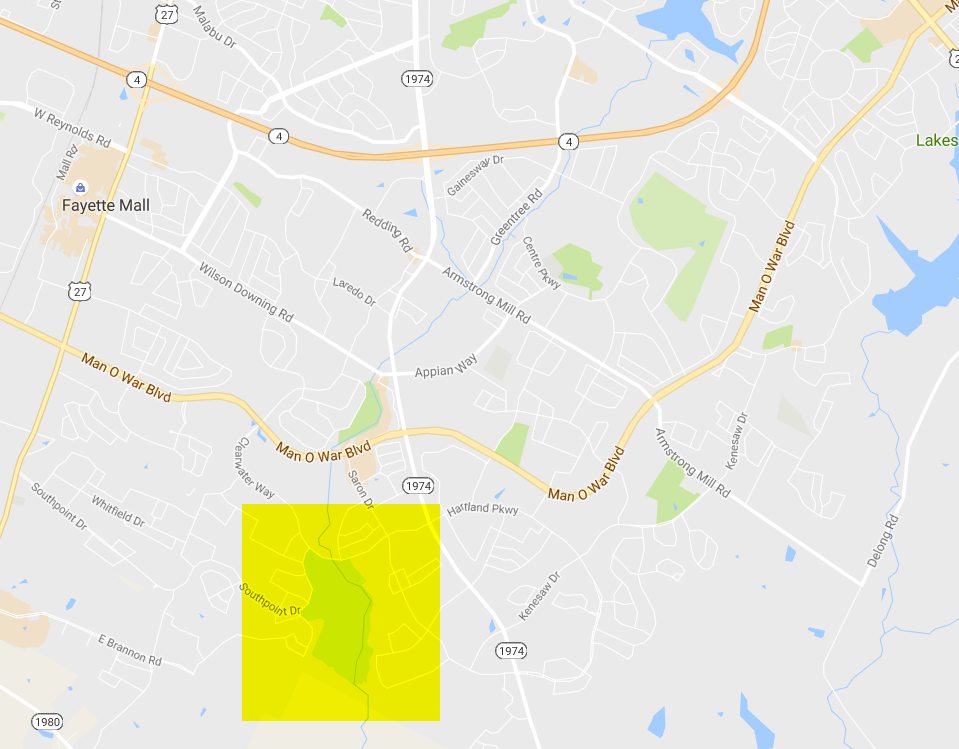 27
Malabu Dr
1974
4
W Reynolds Rd
4
4
Lakes
Mall Rd
Gainesway Dr
Fayette Mall
Redding Rd
Greentree Rd
Centre Pkwy
Man O War Blvd
27
Wilson Downing Rd
Laredo Dr
Armstrong Mill Rd
Man O War Blvd
Appian Way
Clearwater Way
Man O War Blvd
Kenesaw Dr
Armstrong Mill Rd
Man O War Blvd
Saron Dr
1974
Southpoint Dr
Whitfield Dr
Hartland Pkwy
Delong Rd
Southpoint Dr
Kenesaw Dr
E Brannon Rd
1974
1980